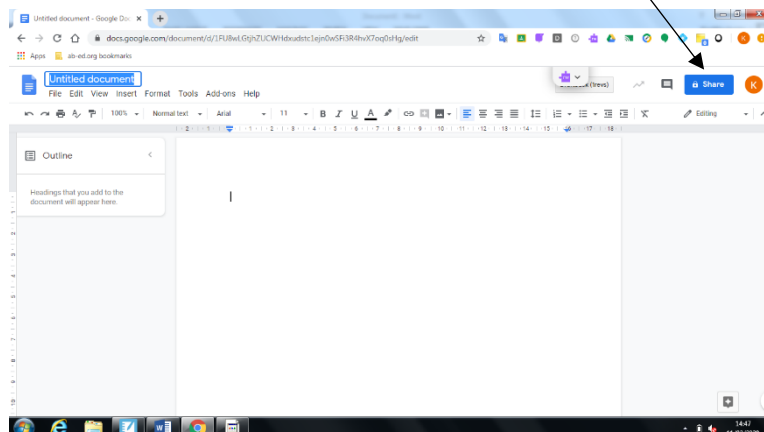 Untitled document - Google Doc
docs.google.com/document/d/1FU8wLGtjhZUCWHdxudstc1ejn0wSFi3R4hvX7oq0sHg/edit
Apps ab-ed.org bookmarks
Untitled document
File Edit View Insert Format Tools Add-ons Help
(Irevs)
Share
K
100% Normal text Arial 11 B I U A Editing
Outline
Headings that you add to the
document will appear here.
14:47